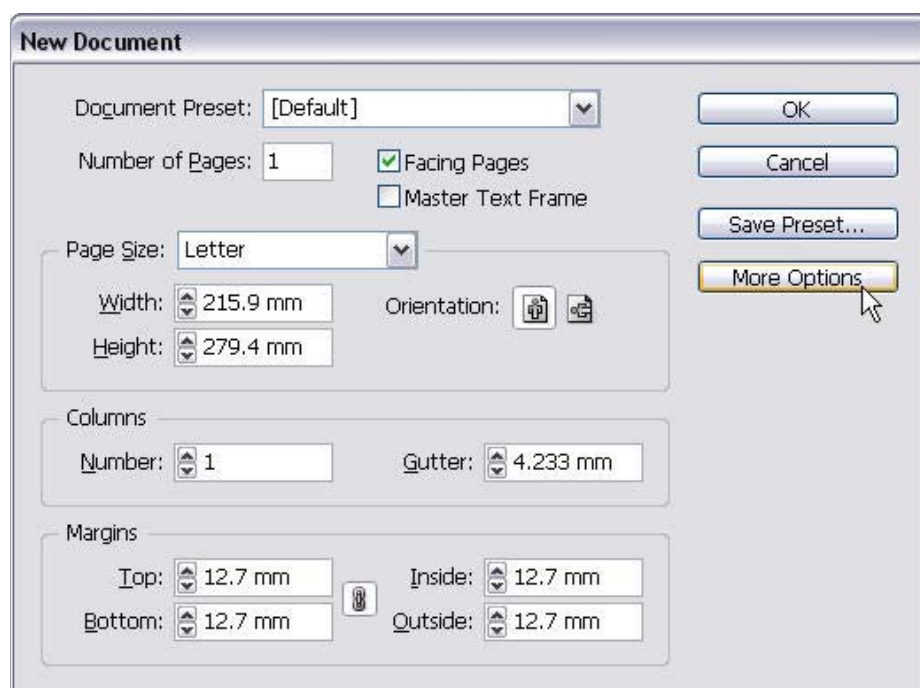 New Document
Document Preset: [Default] OK
Number of Pages: 1 Facing Pages Cancel
Master Text Frame
Save Preset...
Page Size: Letter
More Options
Width: 215.9 mm Orientation:
Height: 279.4 mm
Columns
Number: 1 Gutter: 4.233 mm
Margins
Top: 12.7 mm Inside: 12.7 mm
Bottom: 12.7 mm Outside: 12.7 mm